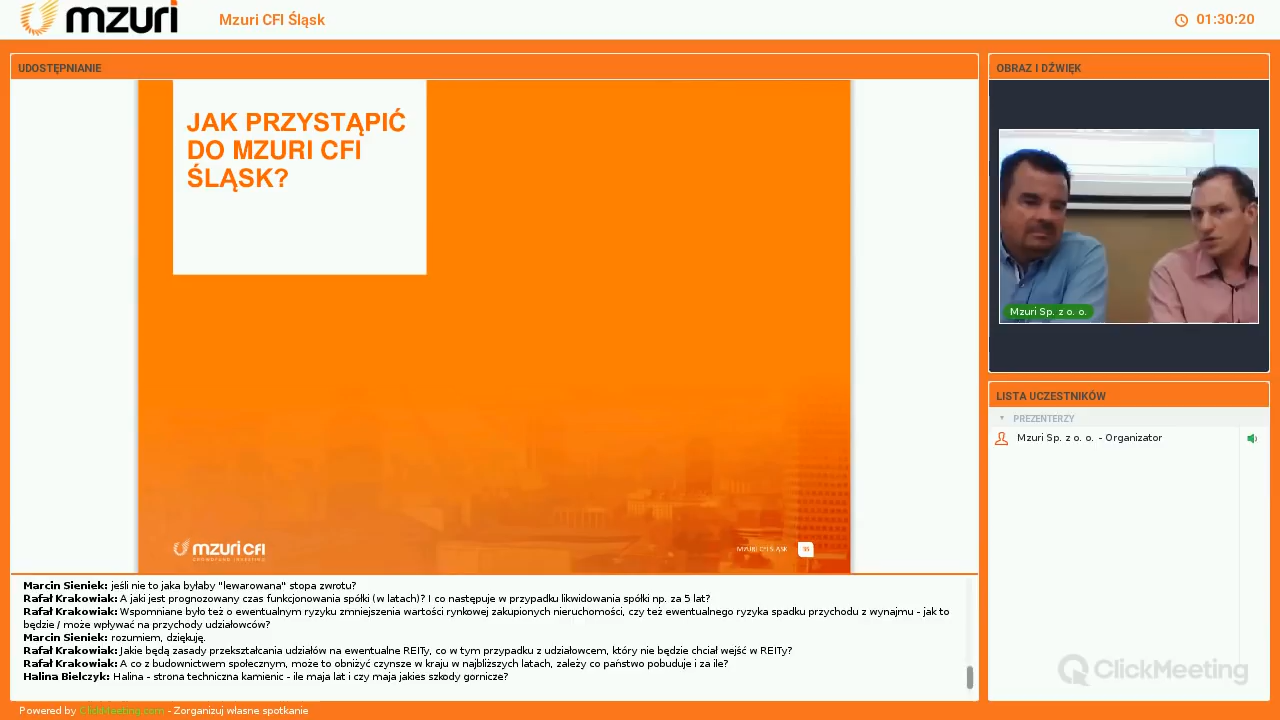 mzuri
Mzuri CFI Śląsk
01:30:20
UDOSTĘPNIANIE
JAK PRZYSTĄPIĆ
DO MZURI CFI
ŚLĄSK?
mzuri CFI
CROWDFUND INVESTING
MZURI CFI ŚLĄSK
Marcin Sieniek: jeśli nie to jaka byłaby "lewarowana" stopa zwrotu?
Rafał Krakowiak: A jaki jest prognozowany czas funkcjonowania spółki (w latach)? I co następuje w przypadku likwidowania spółki np. za 5 lat?
Rafał Krakowiak: Wspomniane było też o ewentualnym ryzyku zmniejszenia wartości rynkowej zakupionych nieruchomości, czy też ewentualnego ryzyka spadku przychodu z wynajmu - jak to
będzie / może wpływać na przychody udziałowców?
Marcin Sieniek: rozumiem, dziękuję.
Rafał Krakowiak: Jakie będą zasady przekształcania udziałów na ewentualne REITy, co w tym przypadku z udziałowcem, który nie będzie chciał wejść w REITy?
Rafał Krakowiak: A co z budownictwem społecznym, może to obniżyć czynsze w kraju w najbliższych latach, zależy co państwo pobuduje i za ile?
Halina Bielczyk: Halina - strona techniczna kamienic - ile maja lat i czy maja jakies szkody gornicze?
Powered by ClickMeeting.com - Zorganizuj własne spotkanie
OBRAZ I DŹWIĘK
Mzuri Sp. z o. o.
LISTA UCZESTNIKÓW
PREZENTERZY
Mzuri Sp. z o. o. - Organizator
ClickMeeting